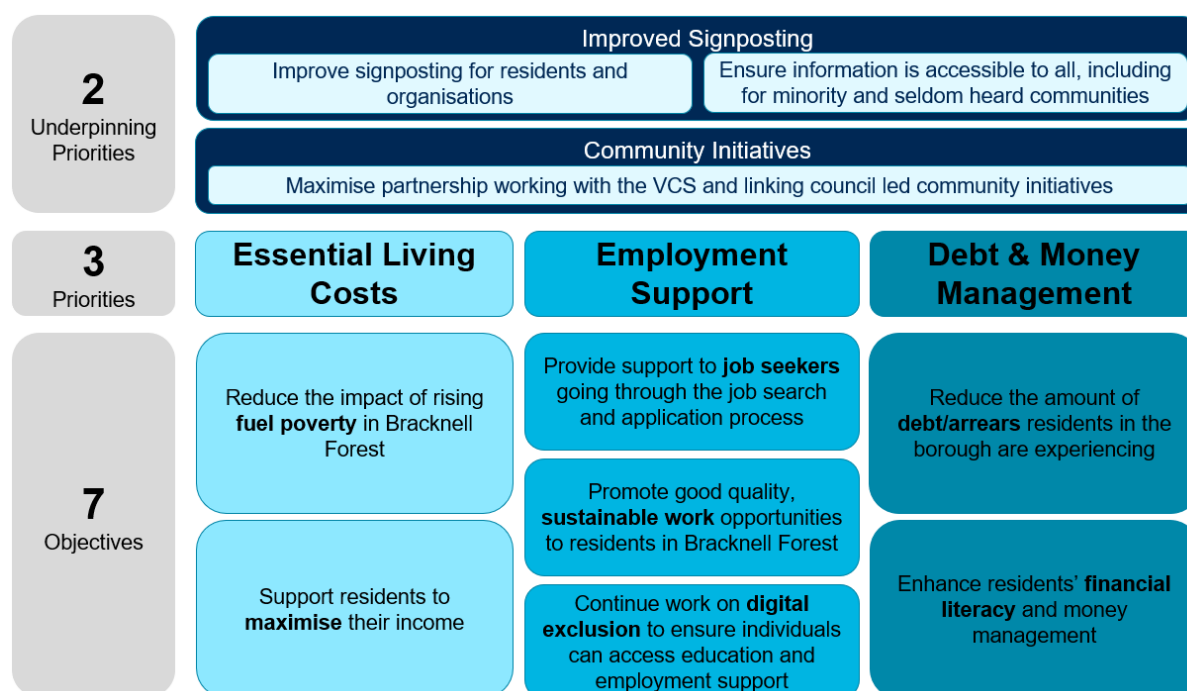 2
Underpinning
Priorities
Improved Signposting
Improve signposting for residents and
organisations
Ensure information is accessible to all, including
for minority and seldom heard communities
Community Initiatives
Maximise partnership working with the VCS and linking council led community initiatives
3
Priorities
Essential Living
Costs
Employment
Support
Debt & Money
Management
7
Objectives
Reduce the impact of rising
fuel poverty in Bracknell
Forest
Support residents to
maximise their income
Provide support to job seekers
going through the job search
and application process
Promote good quality,
sustainable work opportunities
to residents in Bracknell Forest
Continue work on digital
exclusion to ensure individuals
can access education and
employment support
Reduce the amount of
debt/arrears residents in the
borough are experiencing
Enhance residents’ financial
literacy and money
management